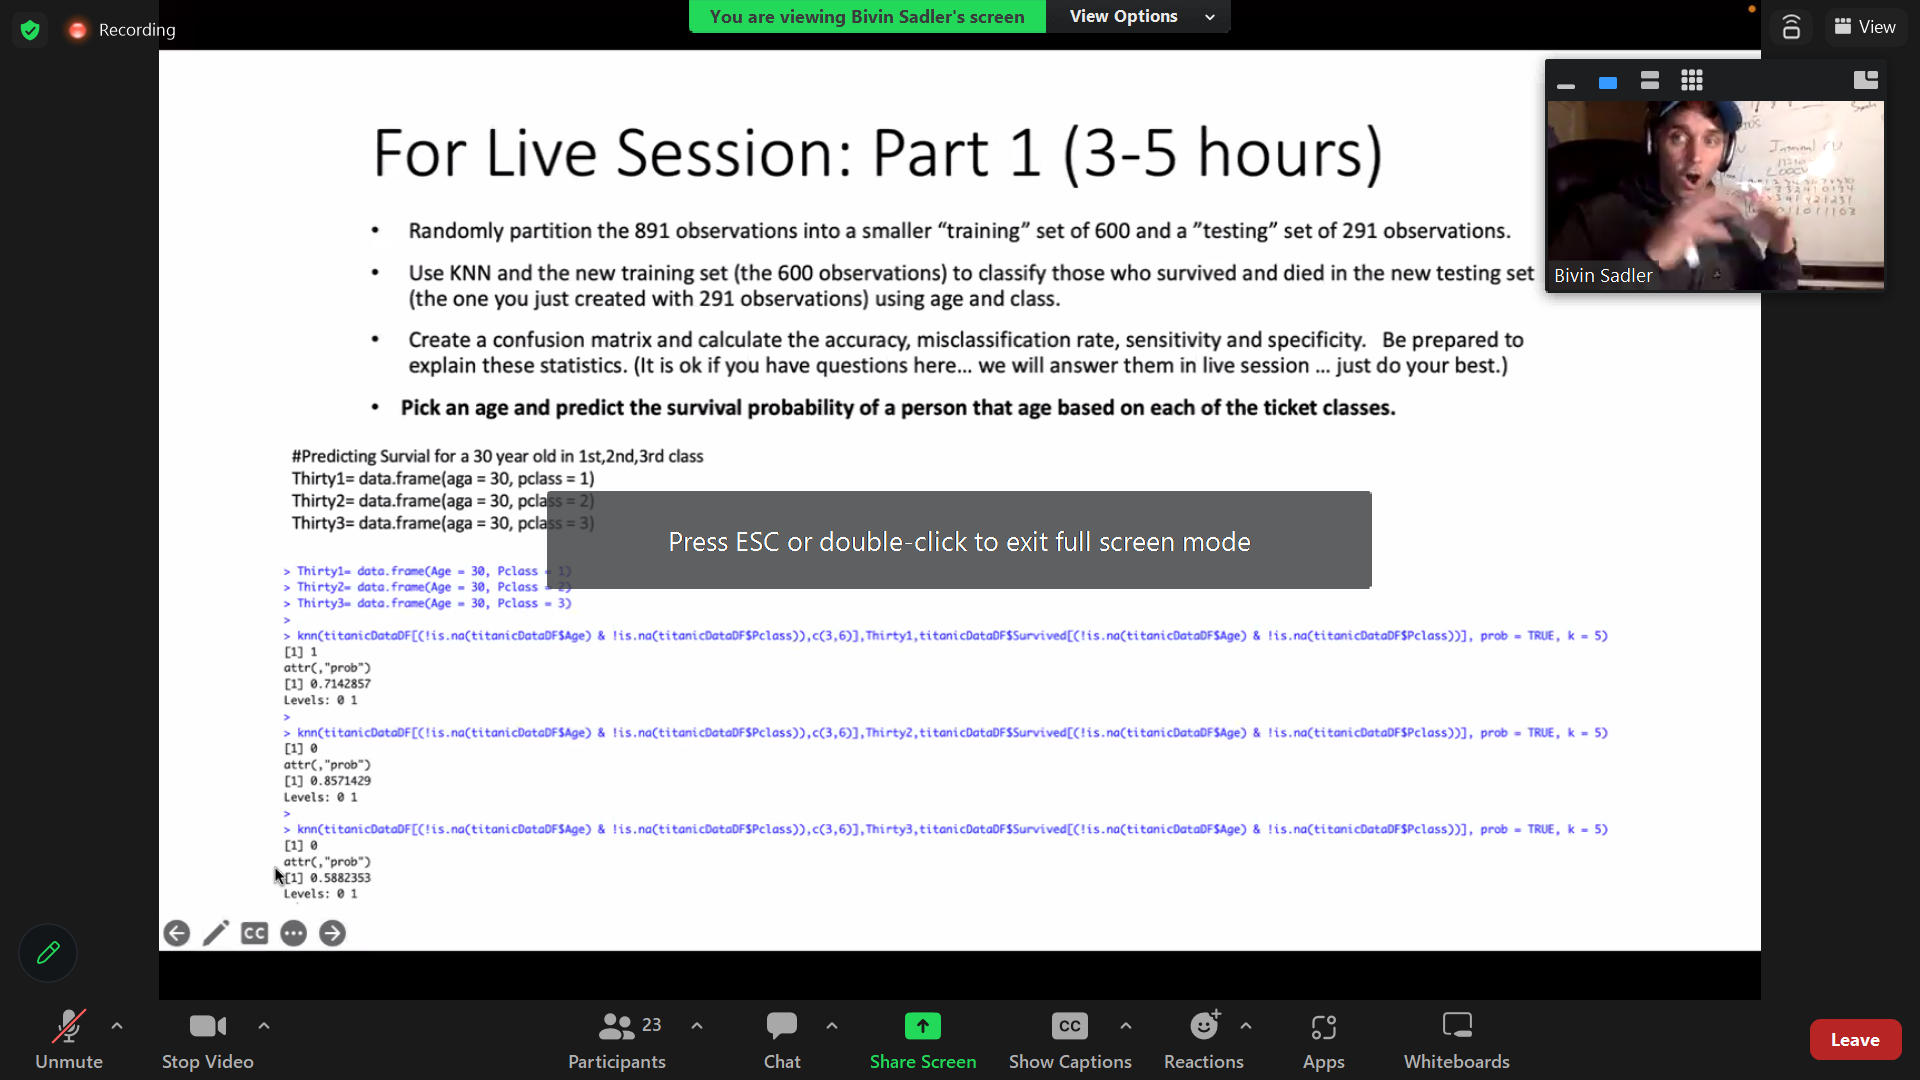 Recording
You are viewing Bivin Sadler's screen
View Options
View
For Live Session: Part 1 (3-5 hours)
• Randomly partition the 891 observations into a smaller “training” set of 600 and a ”testing” set of 291 observations.
• Use KNN and the new training set (the 600 observations) to classify those who survived and died in the new testing set
(the one you just created with 291 observations) using age and class.
• Create a confusion matrix and calculate the accuracy, misclassification rate, sensitivity and specificity. Be prepared to
explain these statistics. (It is ok if you have questions here... we will answer them in live session ... just do your best.)
• Pick an age and predict the survival probability of a person that age based on each of the ticket classes.
Bivin Sadler
#Predicting Survial for a 30 year old in 1st,2nd,3rd class
Thirty1= data.frame(aga = 30, pclass = 1)
Thirty2= data.frame(aga = 30, pclass = 2)
Thirty3= data.frame(aga = 30, pclass = 3)
Press ESC or double-click to exit full screen mode
> Thirty1= data.frame(Age = 30, Pclass = 1)
> Thirty2= data.frame(Age = 30, Pclass = 2)
> Thirty3= data.frame(Age = 30, Pclass = 3)
>
> knn(titanicDataDF[(!is.na(titanicDataDF$Age) & !is.na(titanicDataDF$Pclass)),c(3,6)],Thirty1,titanicDataDF$Survived[(!is.na(titanicDataDF$Age) & !is.na(titanicDataDF$Pclass))], prob = TRUE, k = 5)
[1] 1
attr(,"prob")
[1] 0.7142857
Levels: 0 1
>
> knn(titanicDataDF[(!is.na(titanicDataDF$Age) & !is.na(titanicDataDF$Pclass)),c(3,6)],Thirty2,titanicDataDF$Survived[(!is.na(titanicDataDF$Age) & !is.na(titanicDataDF$Pclass))], prob = TRUE, k = 5)
[1] 0
attr(,"prob")
[1] 0.8571429
Levels: 0 1
>
> knn(titanicDataDF[(!is.na(titanicDataDF$Age) & !is.na(titanicDataDF$Pclass)),c(3,6)],Thirty3,titanicDataDF$Survived[(!is.na(titanicDataDF$Age) & !is.na(titanicDataDF$Pclass))], prob = TRUE, k = 5)
[1] 0
attr(,"prob")
[1] 0.5882353
Levels: 0 1
CC
Unmute
Stop Video
23
Participants
Chat
Share Screen
CC
Show Captions
Reactions
Apps
Whiteboards
Leave